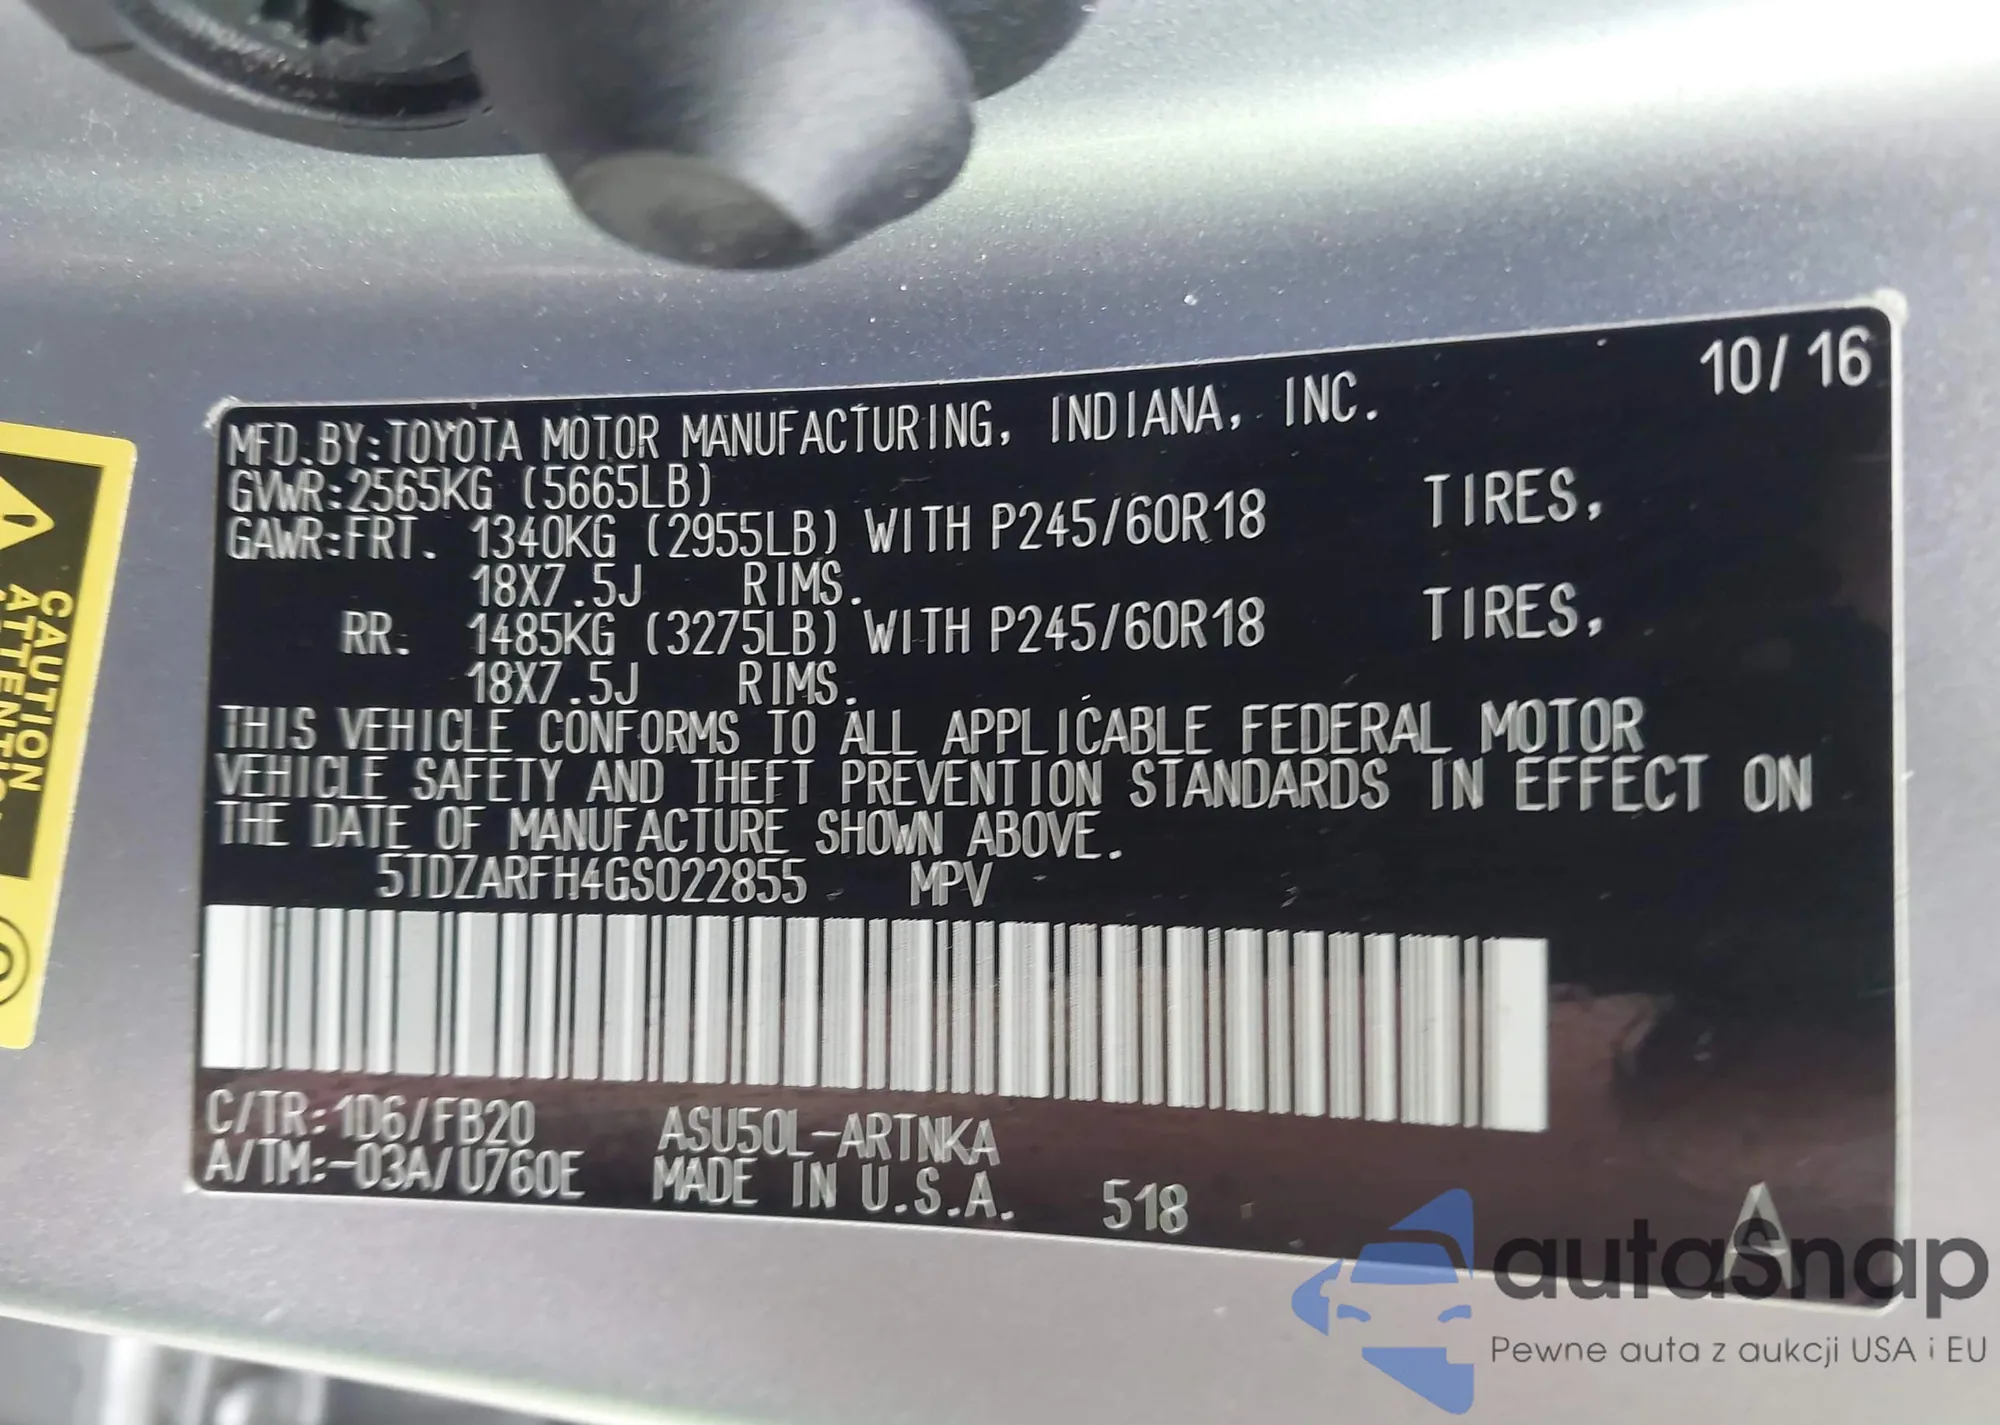 10/16
MFD.BY:TOYOTA MOTOR MANUFACTURING, INDIANA, INC.
GVWR:2565KG (5665LB)
GAWR:FRT. 1340KG (2955LB) WITH P245/60R18 TIRES,
18X7.5J RIMS.
RR. 1485KG (3275LB) WITH P245/60R18 TIRES,
18X7.5J RIMS.
THIS VEHICLE CONFORMS TO ALL APPLICABLE FEDERAL MOTOR
VEHICLE SAFETY AND THEFT PREVENTION STANDARDS IN EFFECT ON
THE DATE OF MANUFACTURE SHOWN ABOVE.
5TDZARFH4GS022855 MPV
C/TR:1D6/FB20 ASU50L-ARTNKA
A/TM:-03A/U760E MADE IN U.S.A. 518
A
CAUTION
autasnap
Pewne auta z aukcji USA i EU